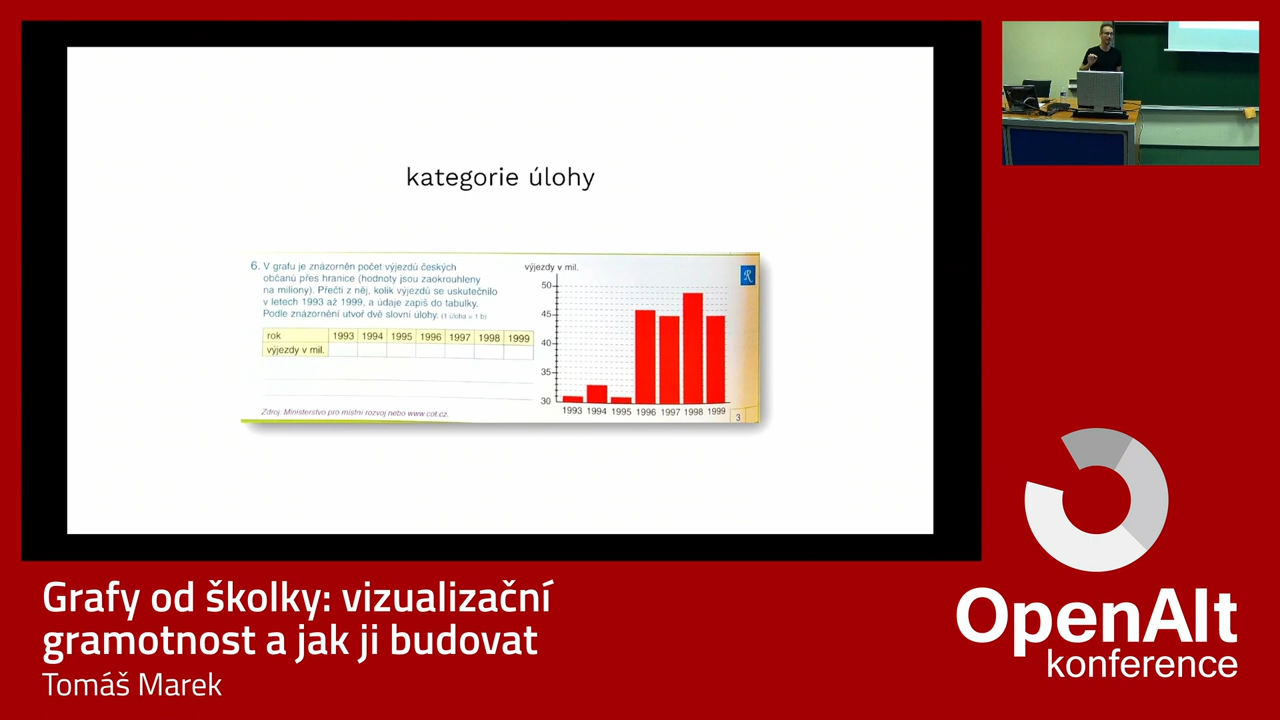 kategorie úlohy
6. V grafu je znázorněn počet výjezdů českých
občanů přes hranice (hodnoty jsou zaokrouhleny
na miliony). Přečti z něj, kolik výjezdů se uskutečnilo
v letech 1993 až 1999, a údaje zapiš do tabulky.
Podle znázornění utvoř dvě slovní úlohy. (1 úloha = 1 b)
rok 1993 1994 1995 1996 1997 1998 1999
výjezdy v mil.
Zdroj: Ministerstvo pro místní rozvoj nebo www.cot.cz.
výjezdy v mil.
50
45
40
35
30
1993 1994 1995 1996 1997 1998 1999
R
3
Grafy od školky: vizualizační
gramotnost a jak ji budovat
Tomáš Marek
OpenAlt
konference